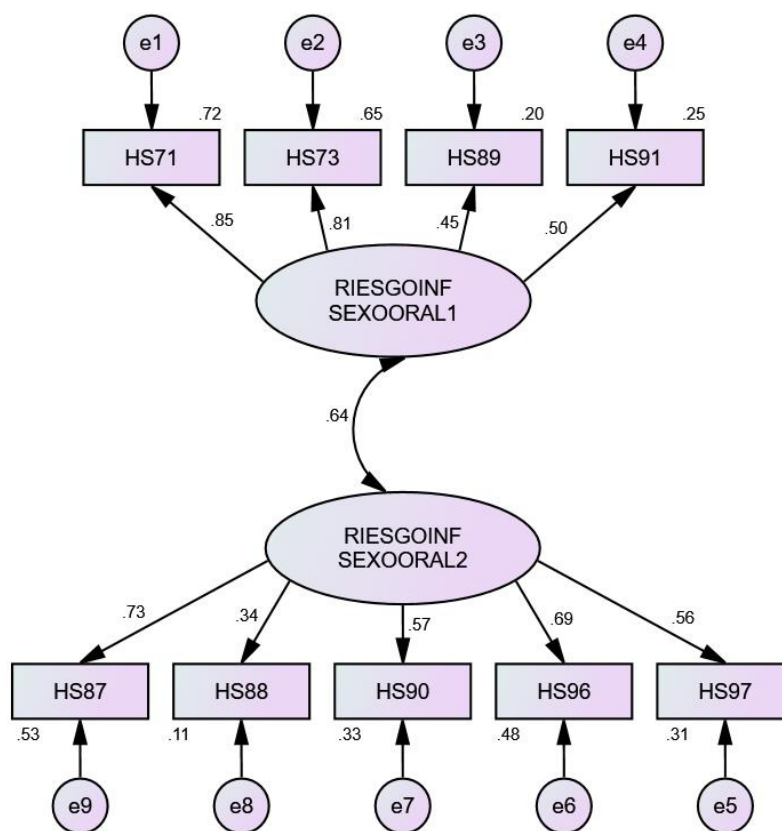 e1 e2 e3 e4
.72 .65 .20 .25
HS71 HS73 HS89 HS91
.85 .81 .45 .50
RIESGOINF
SEXOORAL1
.64
RIESGOINF
SEXOORAL2
.73 .34 .57 .69 .56
HS87 HS88 HS90 HS96 HS97
.53 .11 .33 .48 .31
e9 e8 e7 e6 e5